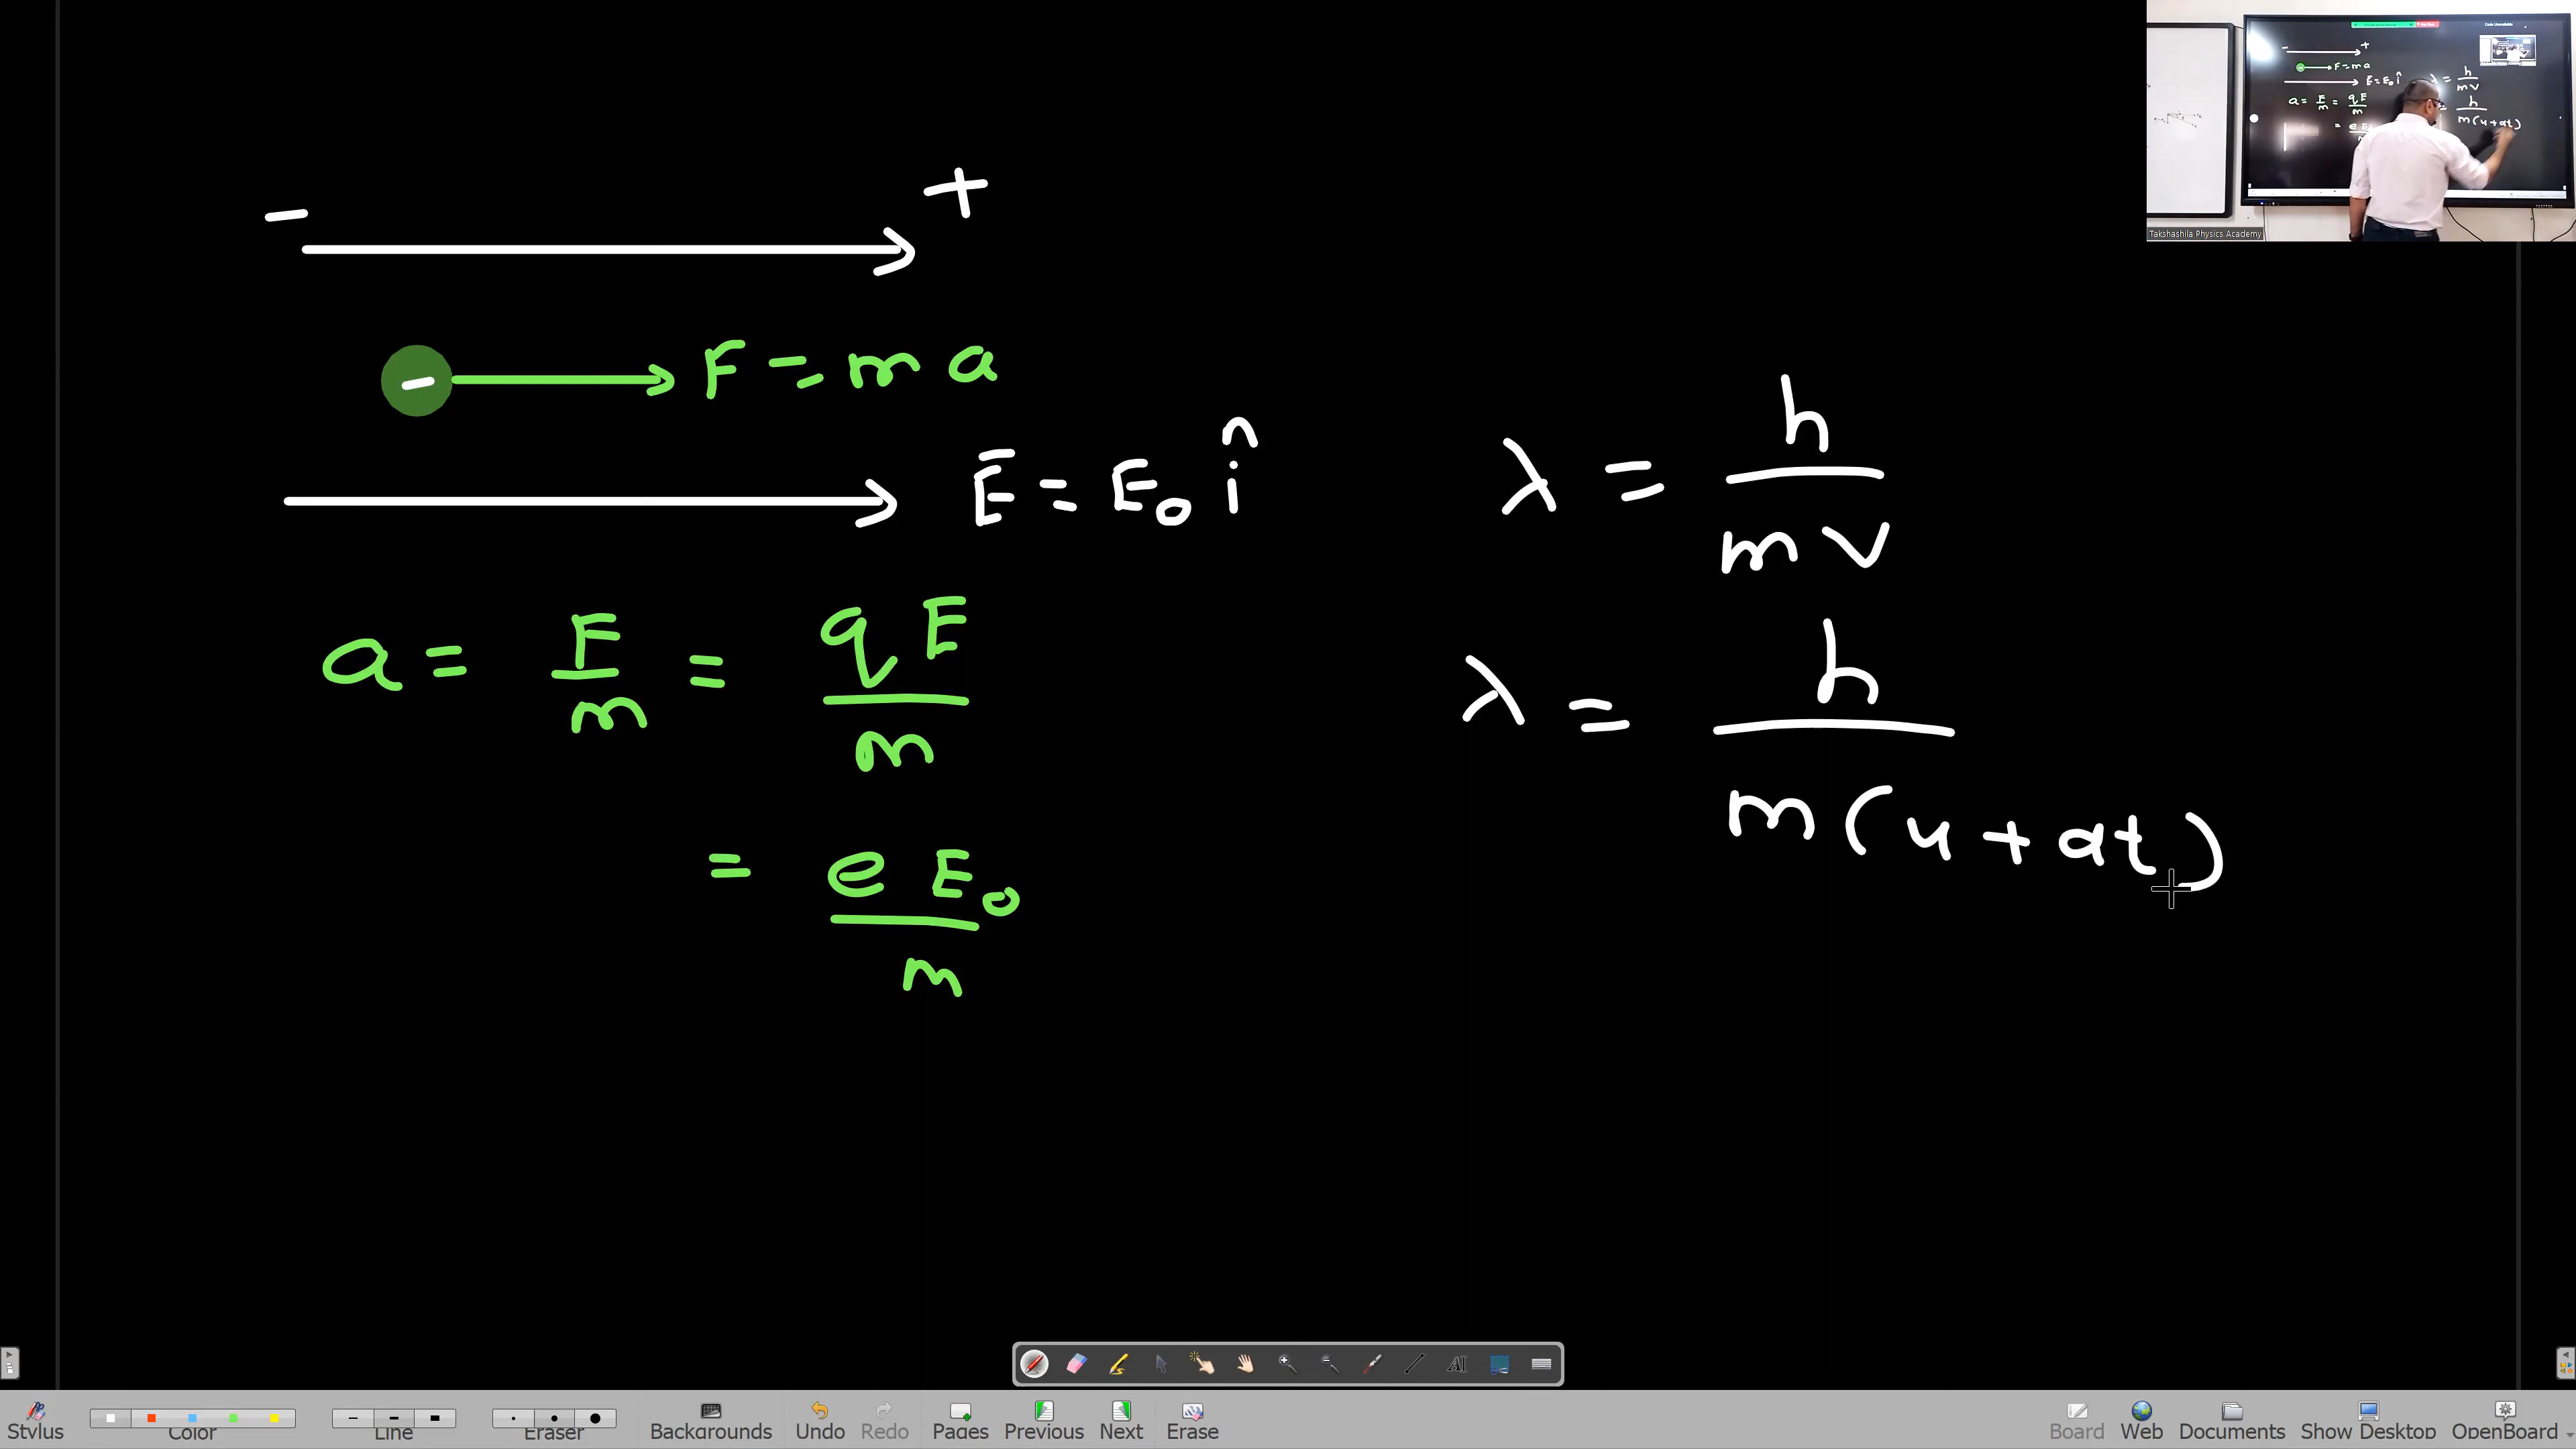 - +
- F = m a
Ē = E₀ î
a = F/m = qE/m
= eE₀/m
λ = h/mv
λ = h/m(u + at)
Takshashila Physics Academy
Stylus Color Line Eraser Backgrounds Undo Redo Pages Previous Next Erase Board Web Documents Show Desktop OpenBoard